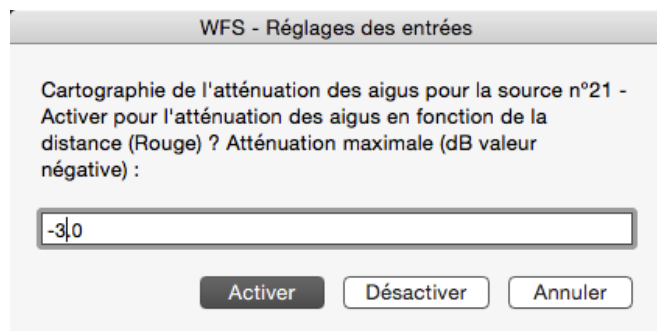 WFS - Réglages des entrées
Cartographie de l'atténuation des aigus pour la source n°21 -
Activer pour l'atténuation des aigus en fonction de la
distance (Rouge) ? Atténuation maximale (dB valeur
négative) :
-3.0
Activer Désactiver Annuler